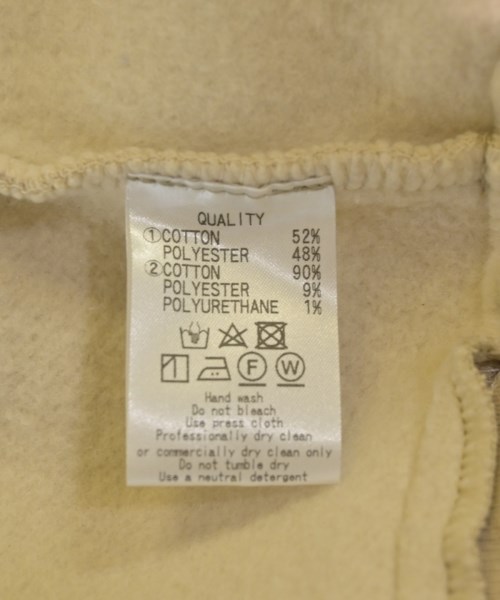 QUALITY
①COTTON 52%
POLYESTER 48%
②COTTON 90%
POLYESTER 9%
POLYURETHANE 1%
F W
Hand wash
Do not bleach
Use press cloth
Professionally dry clean
or commercially dry clean only
Do not tumble dry
Use a neutral detergent